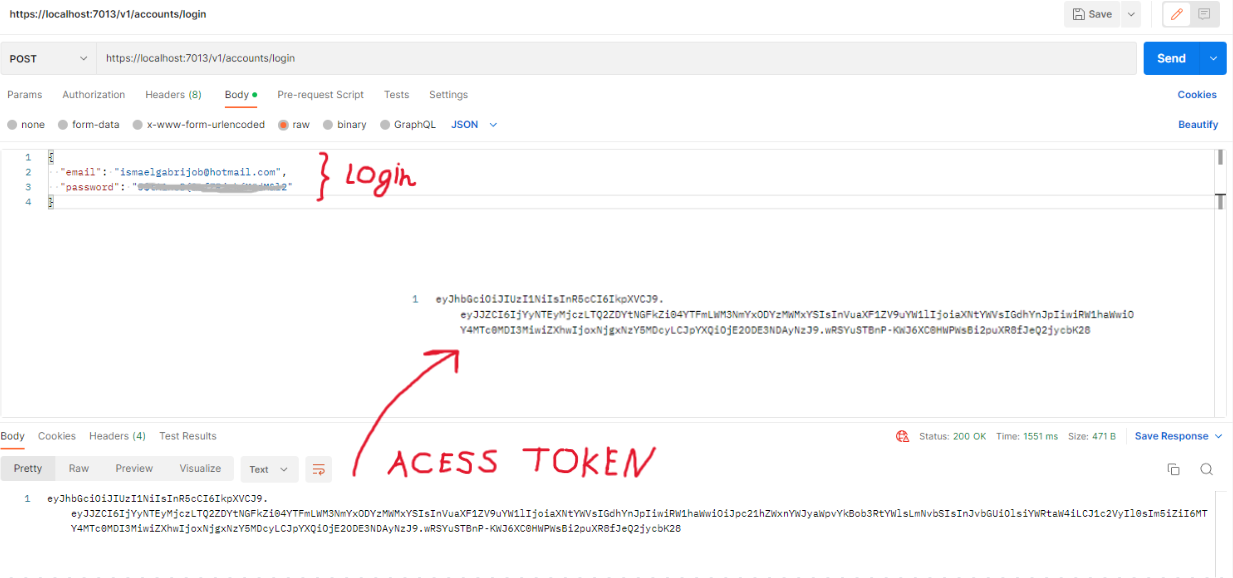 https://localhost:7013/v1/accounts/login
Save
POST
https://localhost:7013/v1/accounts/login
Send
Params Authorization Headers (8) Body Pre-request Script Tests Settings
Cookies
none form-data x-www-form-urlencoded raw binary GraphQL JSON
Beautify
1 {
2 "email": "ismaelgabrijob@hotmail.com",
3 "password": "
4 }
} LOGin
1 eyJhbGciOiJIUzI1NiIsInR5cCI6IkpXVCJ9.
eyJJZCI6IjYyNTEyMjczLTQ2ZDYtNGFkZi04YTFmLWM3NmYxODYzMWMxYSIsInVuaXF1ZV9uYW1lIjoiaXNtYWVsIGdhYnJpIiwiRW1haWwiO
Y4MTc0MDI3MiwiZXhwIjoxNjgxNzY5MDcyLCJpYXQiOjE2ODE3NDAyNzJ9.wRSYuSTBnP-KWJ6XC0HWPWsBi2puXR8fJeQ2jycbK28
ACESS TOKEN
Body Cookies Headers (4) Test Results
Status: 200 OK Time: 1551 ms Size: 471 B Save Response
Pretty Raw Preview Visualize Text
1 eyJhbGciOiJIUzI1NiIsInR5cCI6IkpXVCJ9.
eyJJZCI6IjYyNTEyMjczLTQ2ZDYtNGFkZi04YTFmLWM3NmYxODYzMWMxYSIsInVuaXF1ZV9uYW1lIjoiaXNtYWVsIGdhYnJpIiwiRW1haWwiOiJpc21hZWxnYWJyaWpvYkBob3RtYWlsLmNvbSIsInJvbGUiOlsiYWRtaW4iLCJ1c2VyIl0sIm5iZiI6MT
Y4MTc0MDI3MiwiZXhwIjoxNjgxNzY5MDcyLCJpYXQiOjE2ODE3NDAyNzJ9.wRSYuSTBnP-KWJ6XC0HWPWsBi2puXR8fJeQ2jycbK28